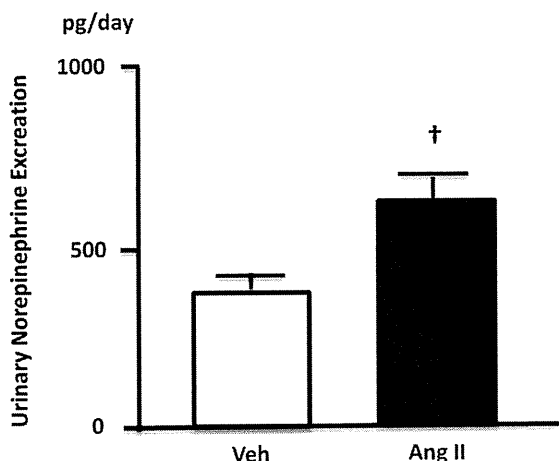 pg/day
1000
Urinary Norepinephrine Excreation
†
500
0
Veh
Ang II